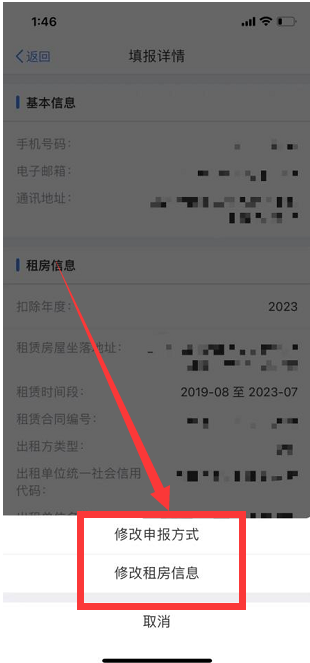 1:46
返回
填报详情
基本信息
手机号码：
电子邮箱：
通讯地址：
租房信息
扣除年度： 2023
租赁房屋坐落地址：
租赁时间段： 2019-08 至 2023-07
租赁合同编号：
出租方类型：
出租单位统一社会信用
代码：
修改申报方式
修改租房信息
取消